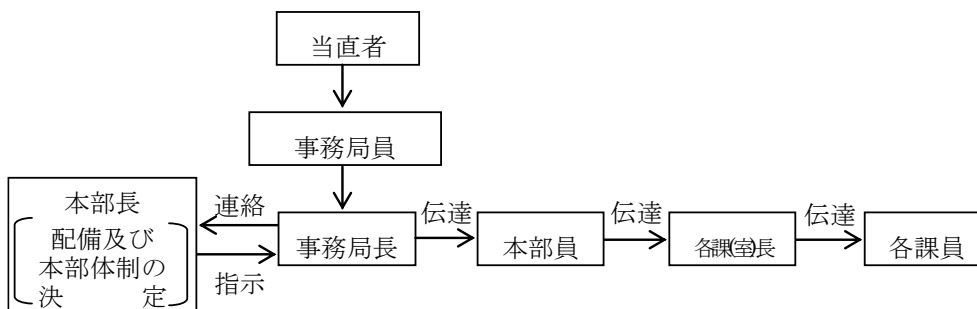 当直者
事務局員
本部長
配備及び
本部体制の
決　　　定
連絡
指示
事務局長
伝達
本部員
伝達
各課(室)長
伝達
各課員